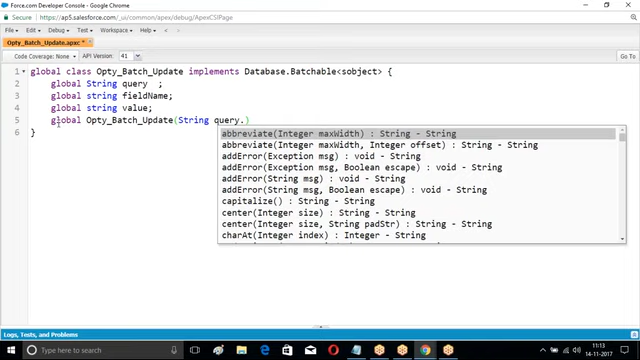 Force.com Developer Console - Google Chrome
Secure https://ap5.salesforce.com/_ui/common/apex/debug/ApexCSIPage
File Edit Debug Test Workspace Help < >
Opty_Batch_Update.apxc *
Code Coverage: None API Version: 41 Go To
1 global class Opty_Batch_Update implements Database.Batchable<sobject> {
2 global String query ;
3 global string fieldName;
4 global string value;
5 global Opty_Batch_Update(String query.)
6 }
abbreviate(Integer maxWidth) : String - String
abbreviate(Integer maxWidth, Integer offset) : String - String
addError(Exception msg) : void - String
addError(Exception msg, Boolean escape) : void - String
addError(String msg) : void - String
addError(String msg, Boolean escape) : void - String
capitalize() : String - String
center(Integer size) : String - String
center(Integer size, String padStr) : String - String
charAt(Integer index) : Integer - String
Logs, Tests, and Problems
Type here to search
11:13
14-11-2017